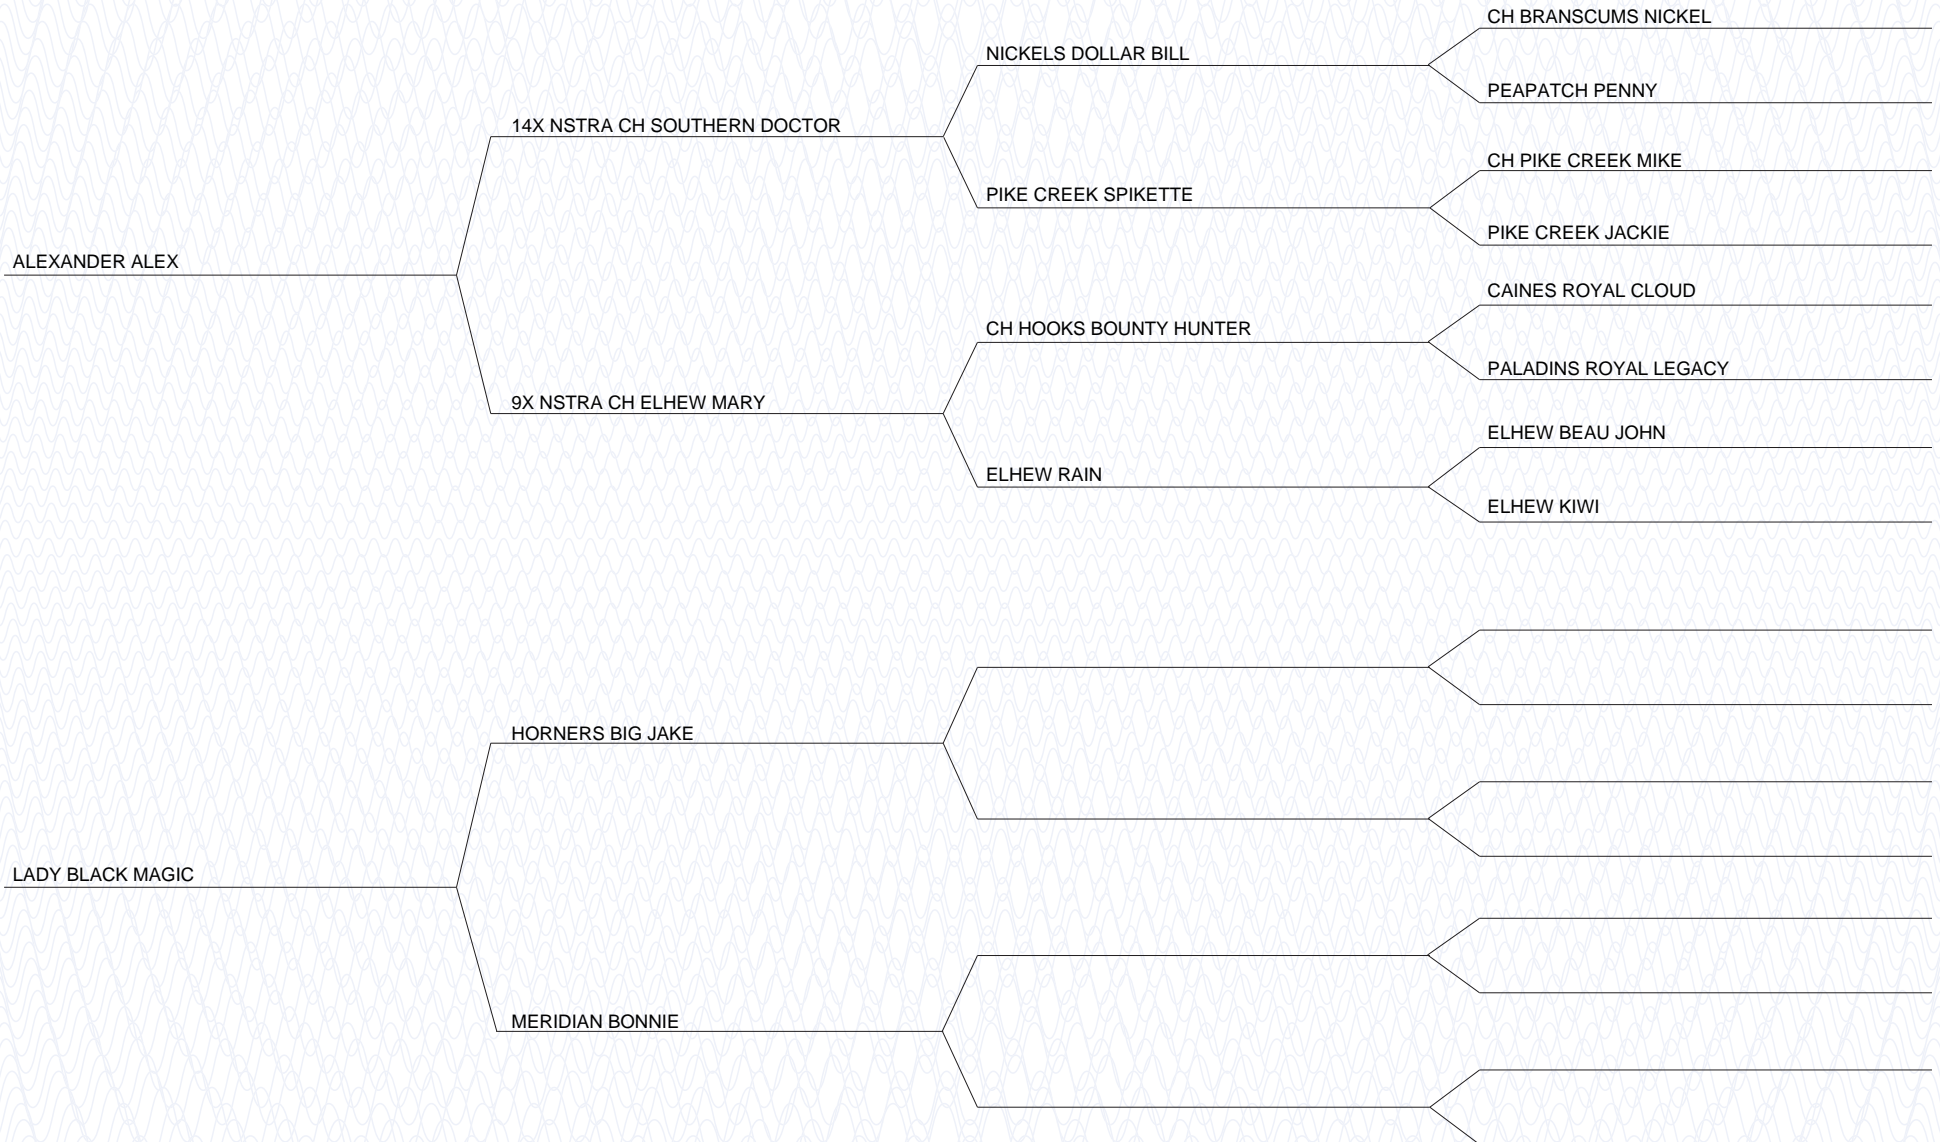 CH BRANSCUMS NICKEL
NICKELS DOLLAR BILL
PEAPATCH PENNY
14X NSTRA CH SOUTHERN DOCTOR
CH PIKE CREEK MIKE
PIKE CREEK SPIKETTE
PIKE CREEK JACKIE
ALEXANDER ALEX
CAINES ROYAL CLOUD
CH HOOKS BOUNTY HUNTER
PALADINS ROYAL LEGACY
9X NSTRA CH ELHEW MARY
ELHEW BEAU JOHN
ELHEW RAIN
ELHEW KIWI
HORNERS BIG JAKE
LADY BLACK MAGIC
MERIDIAN BONNIE